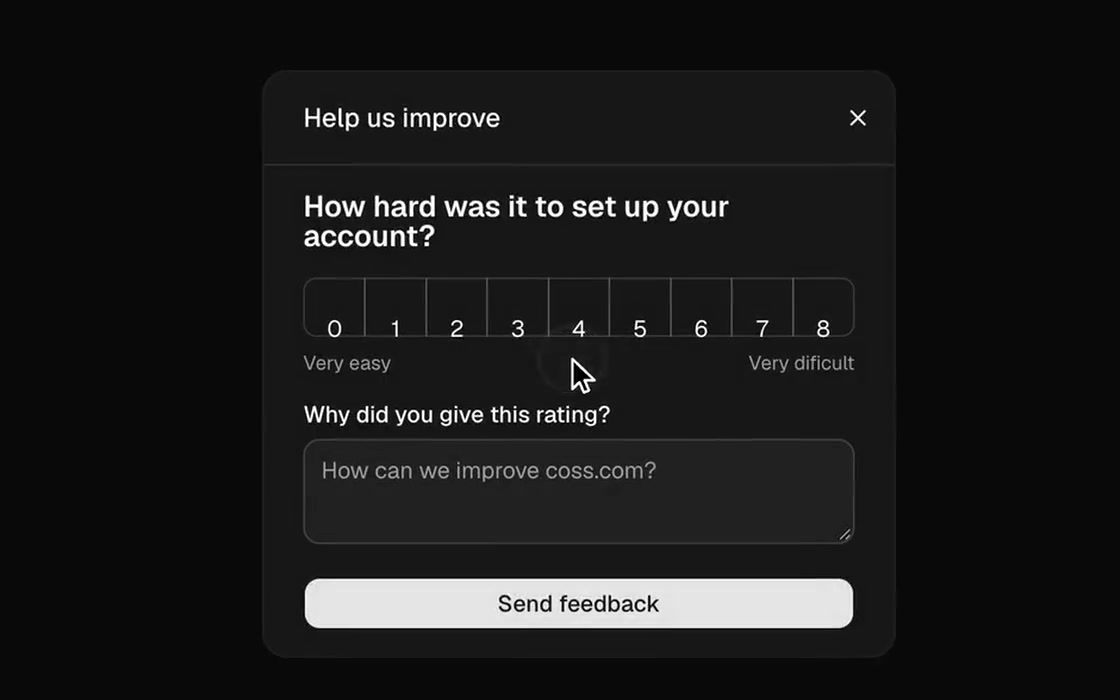 Help us improve
How hard was it to set up your
account?
0 1 2 3 4 5 6 7 8
Very easy Very dificult
Why did you give this rating?
How can we improve coss.com?
Send feedback